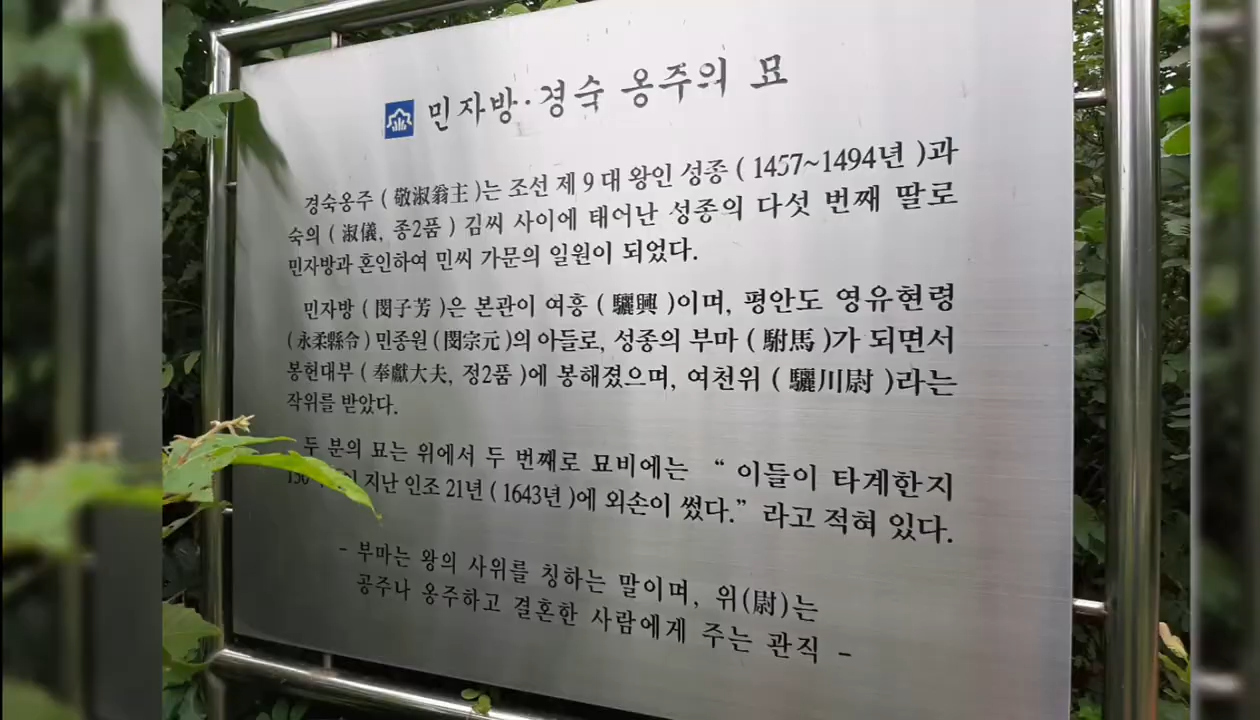 민자방·경숙 옹주의 묘
경숙옹주 ( 敬淑翁主 )는 조선 제 9 대 왕인 성종 ( 1457~1494년 )과
숙의 ( 淑儀, 종2품 ) 김씨 사이에 태어난 성종의 다섯 번째 딸로
민자방과 혼인하여 민씨 가문의 일원이 되었다.
민자방 ( 閔子芳 )은 본관이 여흥 ( 驪興 )이며, 평안도 영유현령
( 永柔縣令 ) 민종원 ( 閔宗元 )의 아들로, 성종의 부마 ( 駙馬 )가 되면서
봉헌대부 ( 奉獻大夫, 정2품 )에 봉해졌으며, 여천위 ( 驪川尉 )라는
작위를 받았다.
두 분의 묘는 위에서 두 번째로 묘비에는 “ 이들이 타계한지
지난 인조 21년 ( 1643년 )에 외손이 썼다.” 라고 적혀 있다.
- 부마는 왕의 사위를 칭하는 말이며, 위(尉)는
공주나 옹주하고 결혼한 사람에게 주는 관직 -